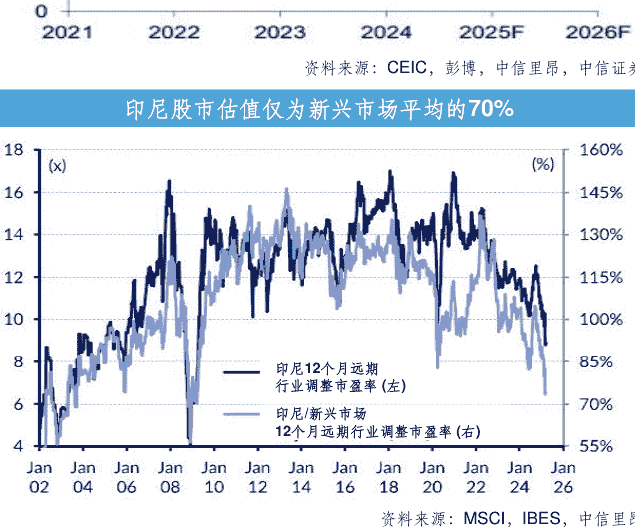 0
2021 2022 2023 2024 2025F 2026F
资料来源：CEIC，彭博，中信里昂，中信证券
印尼股市估值仅为新兴市场平均的70%
18 (x) (%) 160%
16 145%
14 130%
12 115%
10 100%
8 85%
印尼12个月远期
行业调整市盈率 (左)
6 70%
印尼/新兴市场
12个月远期行业调整市盈率 (右)
4 55%
Jan Jan Jan Jan Jan Jan Jan Jan Jan Jan Jan Jan Jan
02 04 06 08 10 12 14 16 18 20 22 24 26
资料来源：MSCI，IBES，中信里昂